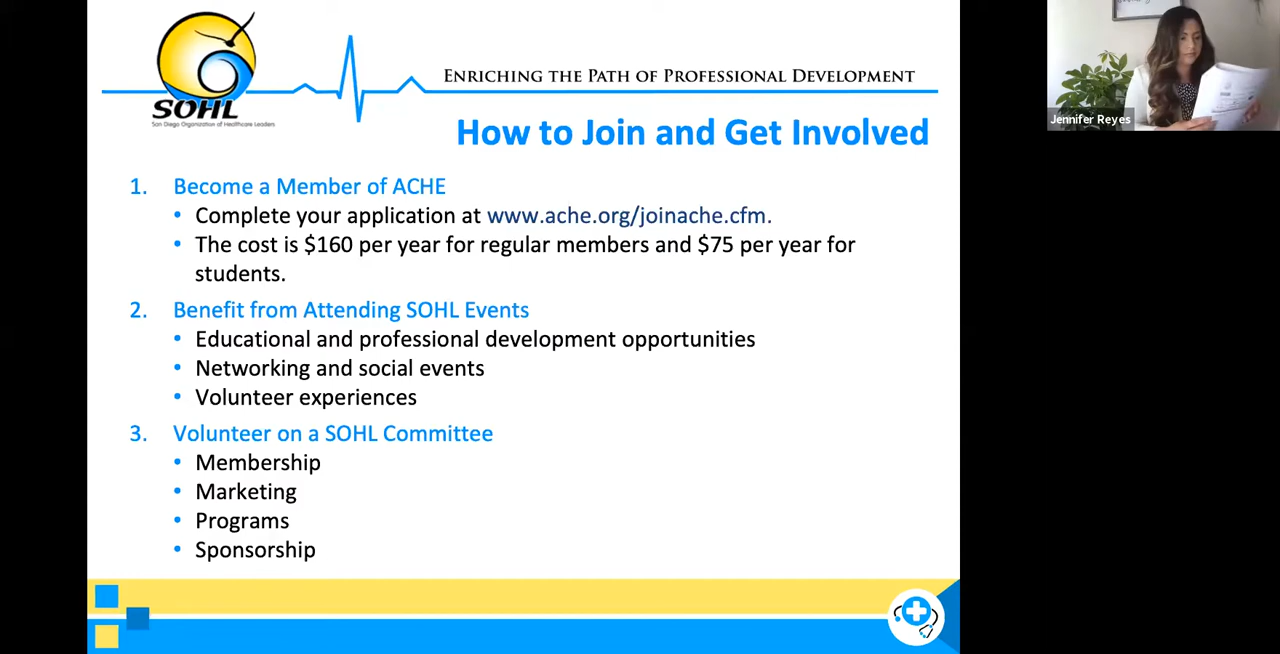 SOHL
San Diego Organization of Healthcare Leaders
ENRICHING THE PATH OF PROFESSIONAL DEVELOPMENT
How to Join and Get Involved
1. Become a Member of ACHE
• Complete your application at www.ache.org/joinache.cfm.
• The cost is $160 per year for regular members and $75 per year for
students.
2. Benefit from Attending SOHL Events
• Educational and professional development opportunities
• Networking and social events
• Volunteer experiences
3. Volunteer on a SOHL Committee
• Membership
• Marketing
• Programs
• Sponsorship
Jennifer Reyes